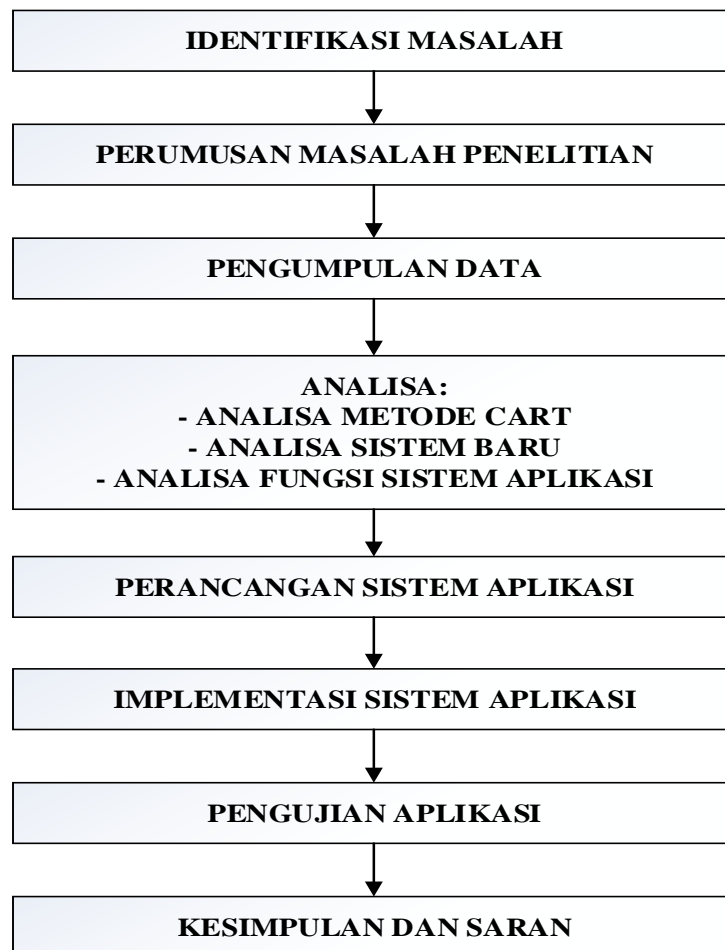 IDENTIFIKASI MASALAH
PERUMUSAN MASALAH PENELITIAN
PENGUMPULAN DATA
ANALISA:
- ANALISA METODE CART
- ANALISA SISTEM BARU
- ANALISA FUNGSI SISTEM APLIKASI
PERANCANGAN SISTEM APLIKASI
IMPLEMENTASI SISTEM APLIKASI
PENGUJIAN APLIKASI
KESIMPULAN DAN SARAN